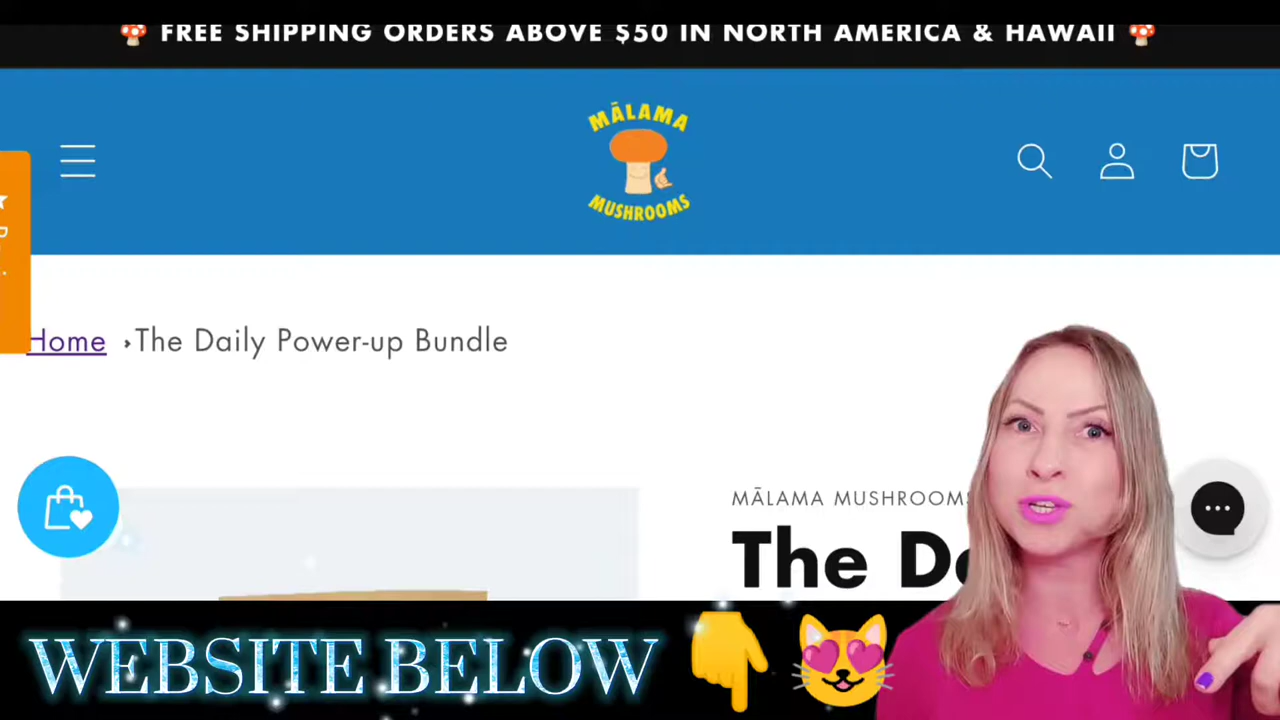 FREE SHIPPING ORDERS ABOVE $50 IN NORTH AMERICA & HAWAII
MĀLAMA
MUSHROOMS
Home ›The Daily Power-up Bundle
MĀLAMA MUSHROOMS
The
WEBSITE BELOW